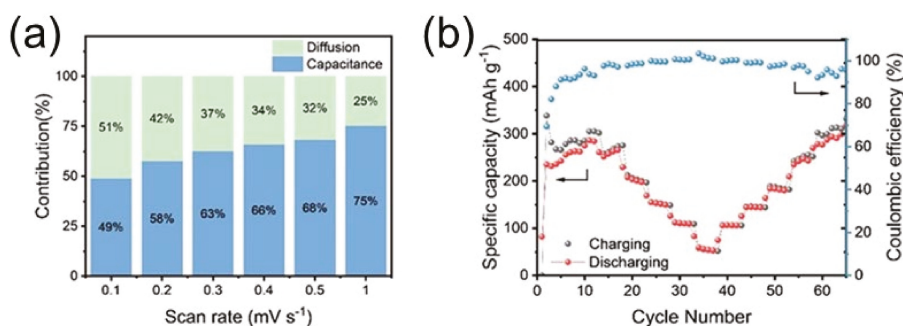 (a)
Contribution(%)
100
75
50
25
0
Diffusion
Capacitance
51% 42% 37% 34% 32% 25%
49% 58% 63% 66% 68% 75%
0.1 0.2 0.3 0.4 0.5 1
Scan rate (mV s⁻¹)
(b)
Specific capacity (mAh g⁻¹)
500
400
300
200
100
0
Charging
Discharging
0 10 20 30 40 50 60
Cycle Number
100
80
60
40
20
0
Coulombic efficiency (%)